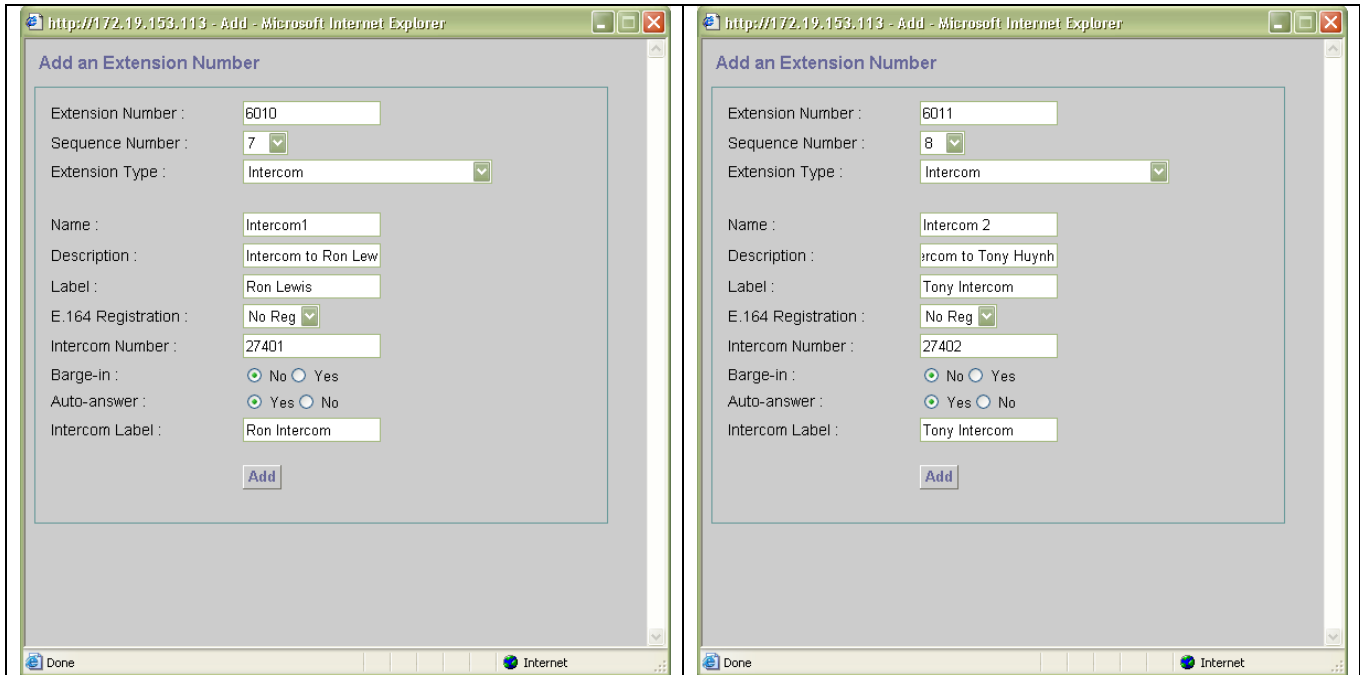 http://172.19.153.113 - Add - Microsoft Internet Explorer
Add an Extension Number
Extension Number : 6010
Sequence Number : 7
Extension Type : Intercom
Name : Intercom1
Description : Intercom to Ron Lew
Label : Ron Lewis
E.164 Registration : No Reg
Intercom Number : 27401
Barge-in : No Yes
Auto-answer : Yes No
Intercom Label : Ron Intercom
Add
Done Internet
http://172.19.153.113 - Add - Microsoft Internet Explorer
Add an Extension Number
Extension Number : 6011
Sequence Number : 8
Extension Type : Intercom
Name : Intercom 2
Description : ercom to Tony Huynh
Label : Tony Intercom
E.164 Registration : No Reg
Intercom Number : 27402
Barge-in : No Yes
Auto-answer : Yes No
Intercom Label : Tony Intercom
Add
Done Internet